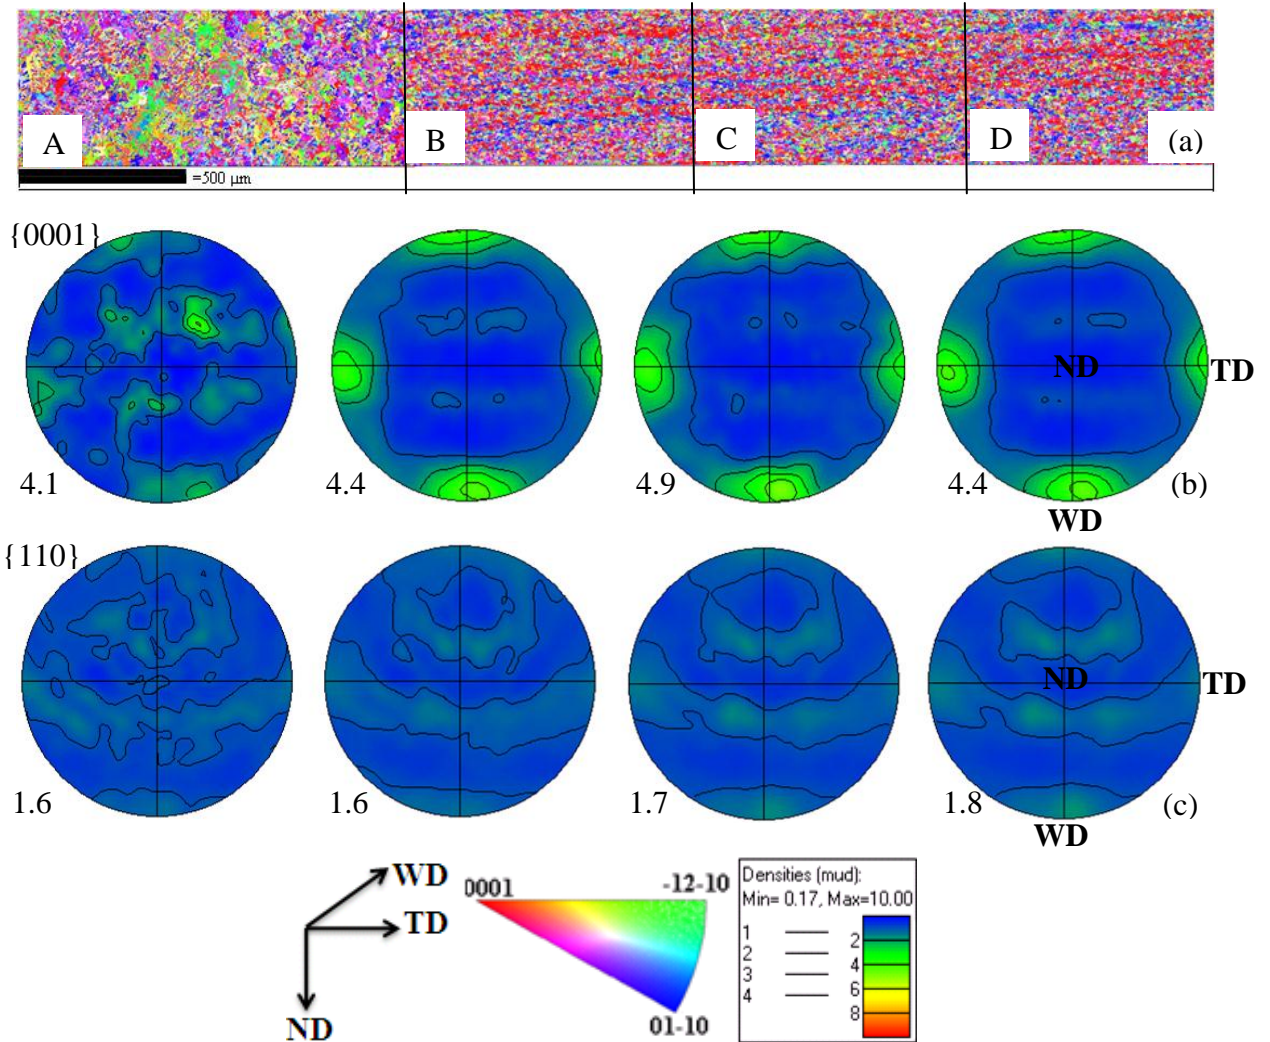 A
B
C
D
(a)
=500 µm
{0001}
ND
TD
4.1
4.4
4.9
4.4
(b)
WD
{110}
ND
TD
1.6
1.6
1.7
1.8
(c)
WD
WD
TD
ND
0001
-12-10
01-10
Densities (mud):
Min= 0.17, Max=10.00
1
2
3
4
2
4
6
8